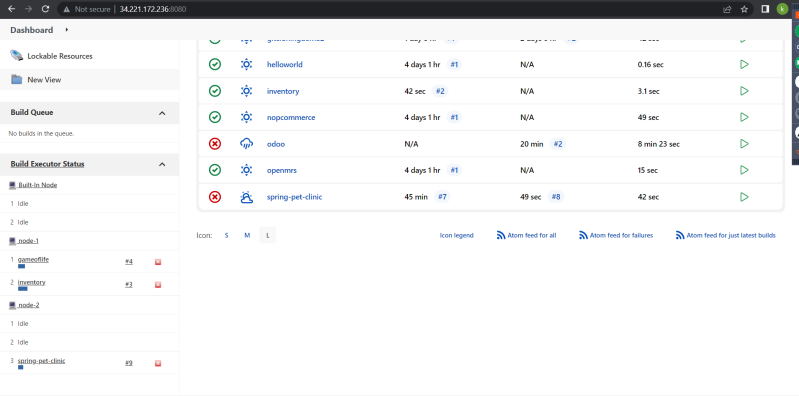 Not secure | 34.221.172.236:8080
Dashboard
Lockable Resources
New View
Build Queue
No builds in the queue.
Build Executor Status
Built-In Node
1 Idle
2 Idle
node-1
1 gameoflife #4
2 inventory #3
node-2
1 Idle
2 Idle
3 spring-pet-clinic #9
helloworld 4 days 1 hr #1 N/A 0.16 sec
inventory 42 sec #2 N/A 3.1 sec
nopcommerce 4 days 1 hr #1 N/A 49 sec
odoo N/A 20 min #2 8 min 23 sec
openmrs 4 days 1 hr #1 N/A 15 sec
spring-pet-clinic 45 min #7 49 sec #8 42 sec
Icon: S M L
Icon legend Atom feed for all Atom feed for failures Atom feed for just latest builds
k